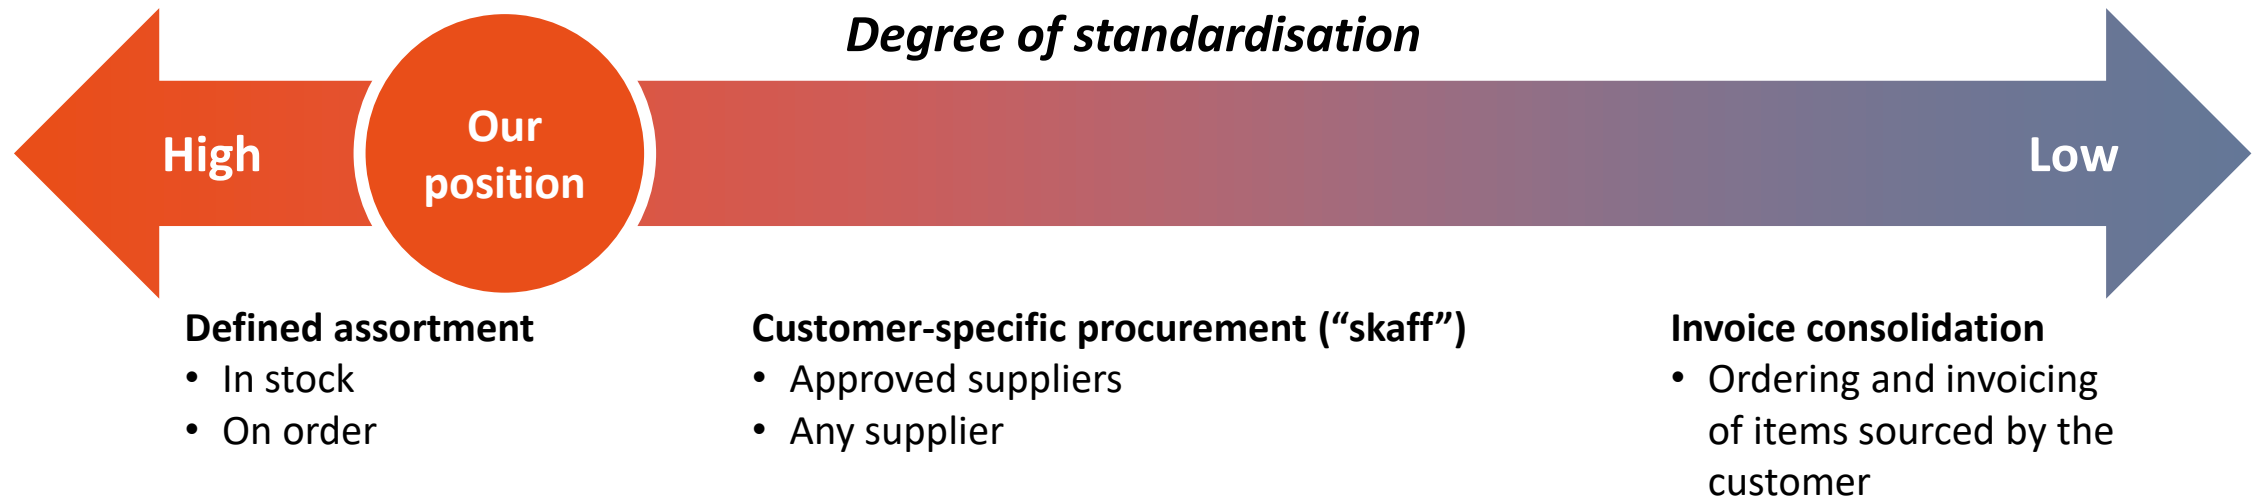 Degree of standardisation
High
Our
position
Low
Defined assortment
• In stock
• On order
Customer-specific procurement (“skaff”)
• Approved suppliers
• Any supplier
Invoice consolidation
• Ordering and invoicing
of items sourced by the
customer